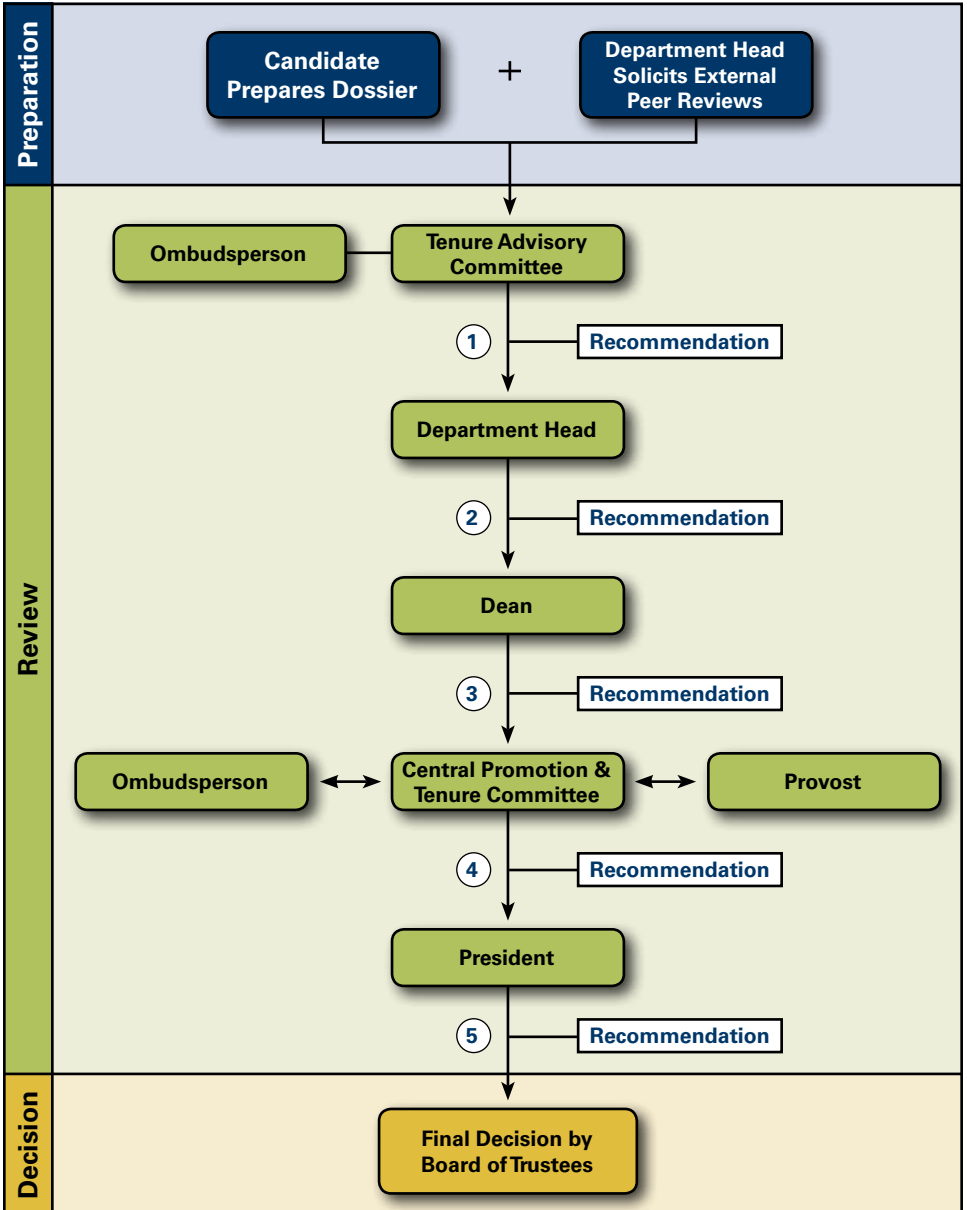 Preparation
Candidate
Prepares Dossier
+
Department Head
Solicits External
Peer Reviews
Review
Ombudsperson
Tenure Advisory
Committee
1
Recommendation
Department Head
2
Recommendation
Dean
3
Recommendation
Ombudsperson
Central Promotion &
Tenure Committee
Provost
4
Recommendation
President
5
Recommendation
Decision
Final Decision by
Board of Trustees